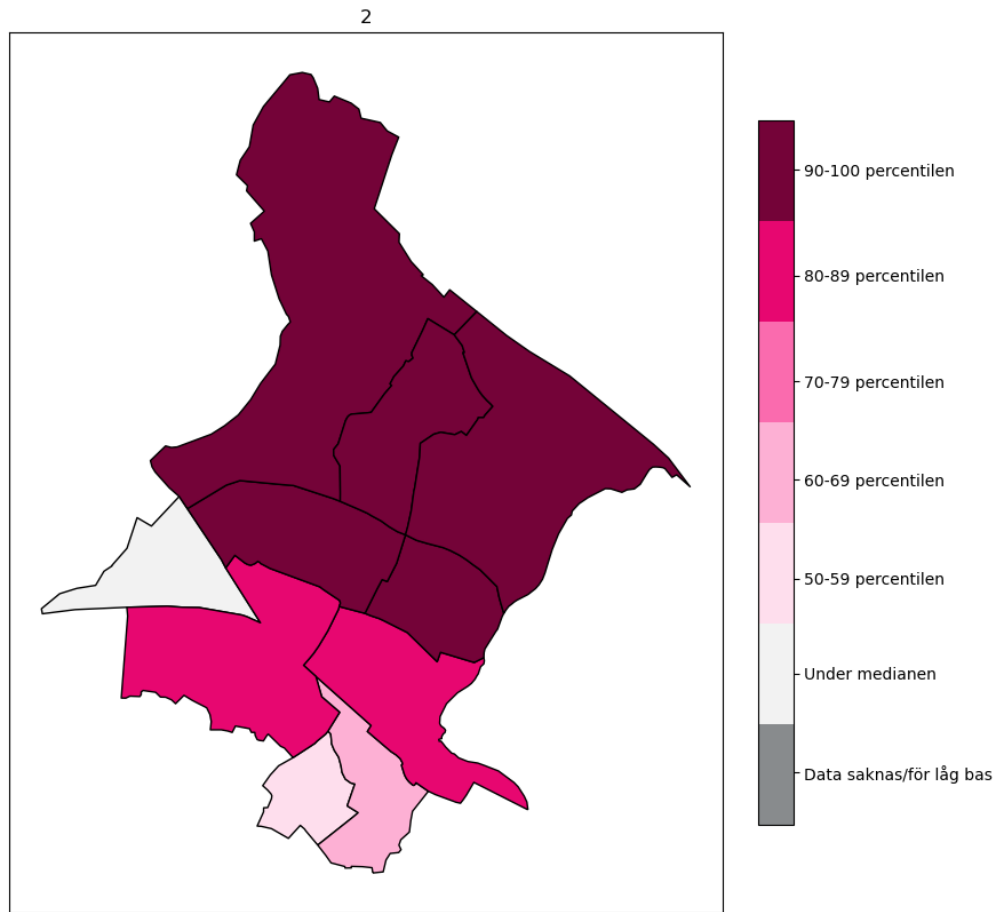 2
90-100 percentilen
80-89 percentilen
70-79 percentilen
60-69 percentilen
50-59 percentilen
Under medianen
Data saknas/för låg bas